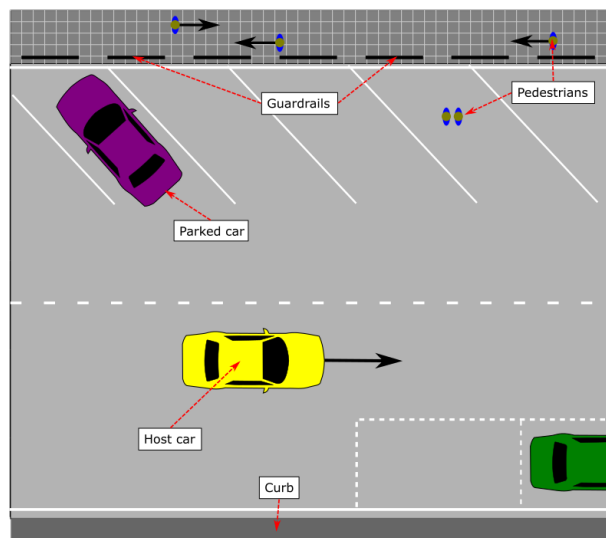 Guardrails
Pedestrians
Parked car
Host car
Curb